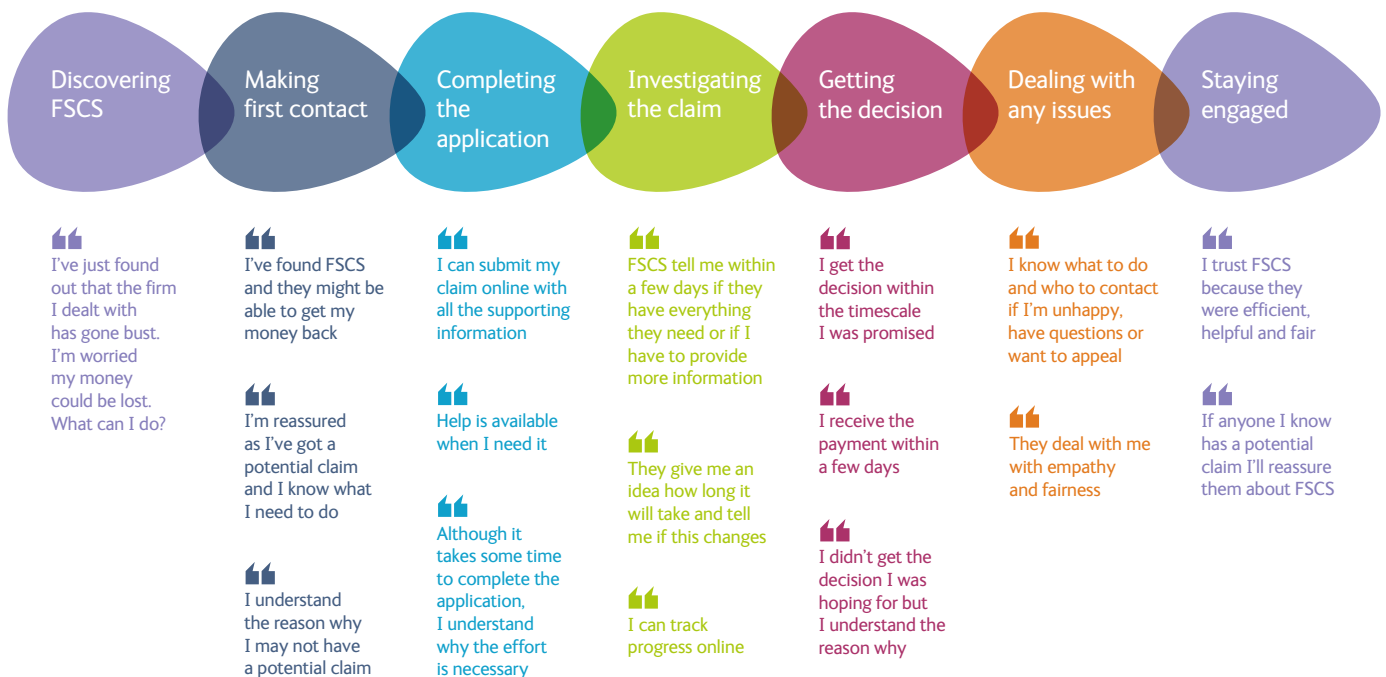 Discovering
FSCS
Making
first contact
Completing
the
application
Investigating
the claim
Getting
the decision
Dealing with
any issues
Staying
engaged
“
I've just found
out that the firm
I dealt with
has gone bust.
I'm worried
my money
could be lost.
What can I do?
“
I've found FSCS
and they might be
able to get my
money back
“
I'm reassured
as I've got a
potential claim
and I know what
I need to do
“
I understand
the reason why
I may not have
a potential claim
“
I can submit my
claim online with
all the supporting
information
“
Help is available
when I need it
“
Although it
takes some time
to complete the
application,
I understand
why the effort
is necessary
“
FSCS tell me within
a few days if they
have everything
they need or if I
have to provide
more information
“
They give me an
idea how long it
will take and tell
me if this changes
“
I can track
progress online
“
I get the
decision within
the timescale
I was promised
“
I receive the
payment within
a few days
“
I didn't get the
decision I was
hoping for but
I understand the
reason why
“
I know what to do
and who to contact
if I'm unhappy,
have questions or
want to appeal
“
They deal with me
with empathy
and fairness
“
I trust FSCS
because they
were efficient,
helpful and fair
“
If anyone I know
has a potential
claim I'll reassure
them about FSCS